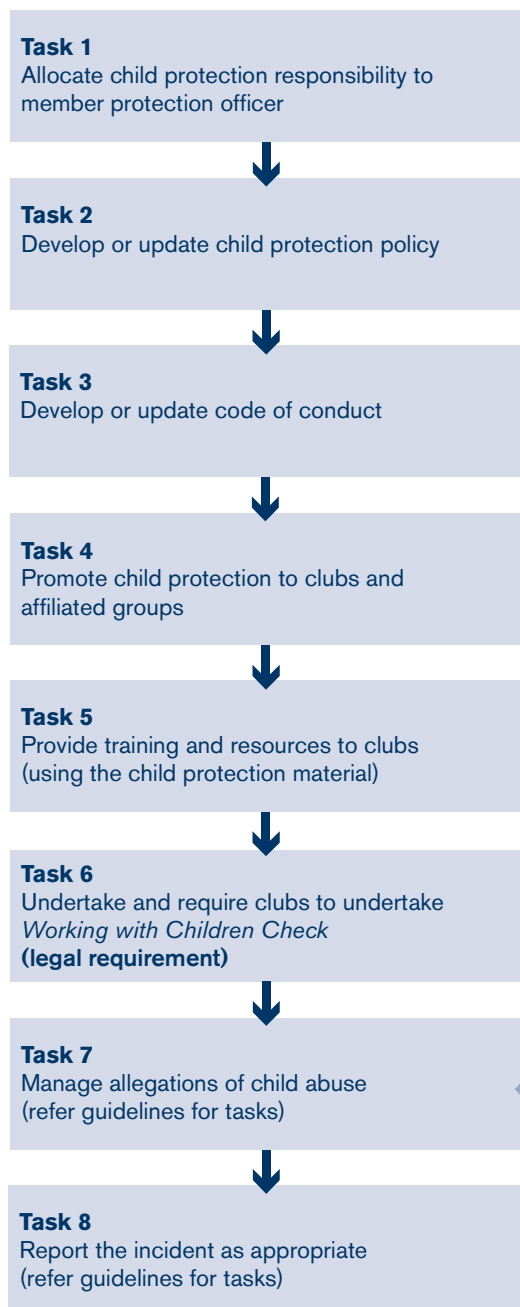 Task 1
Allocate child protection responsibility to
member protection officer
Task 2
Develop or update child protection policy
Task 3
Develop or update code of conduct
Task 4
Promote child protection to clubs and
affiliated groups
Task 5
Provide training and resources to clubs
(using the child protection material)
Task 6
Undertake and require clubs to undertake
Working with Children Check
(legal requirement)
Task 7
Manage allegations of child abuse
(refer guidelines for tasks)
Task 8
Report the incident as appropriate
(refer guidelines for tasks)